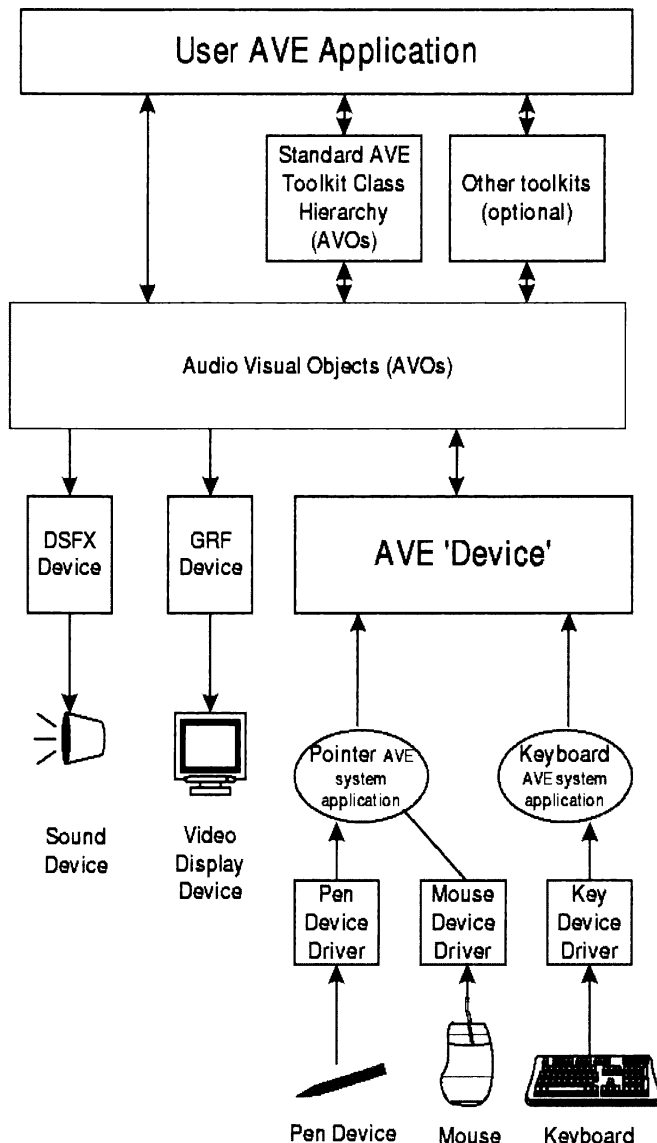 User AVE Application
Standard AVE
Toolkit Class
Hierarchy
(AVOs)
Other toolkits
(optional)
Audio Visual Objects (AVOs)
DSFX
Device
GRF
Device
AVE 'Device'
Pointer AVE
system
application
Keyboard
AVE system
application
Sound
Device
Video
Display
Device
Pen
Device
Driver
Mouse
Device
Driver
Key
Device
Driver
Pen Device
Mouse
Keyboard